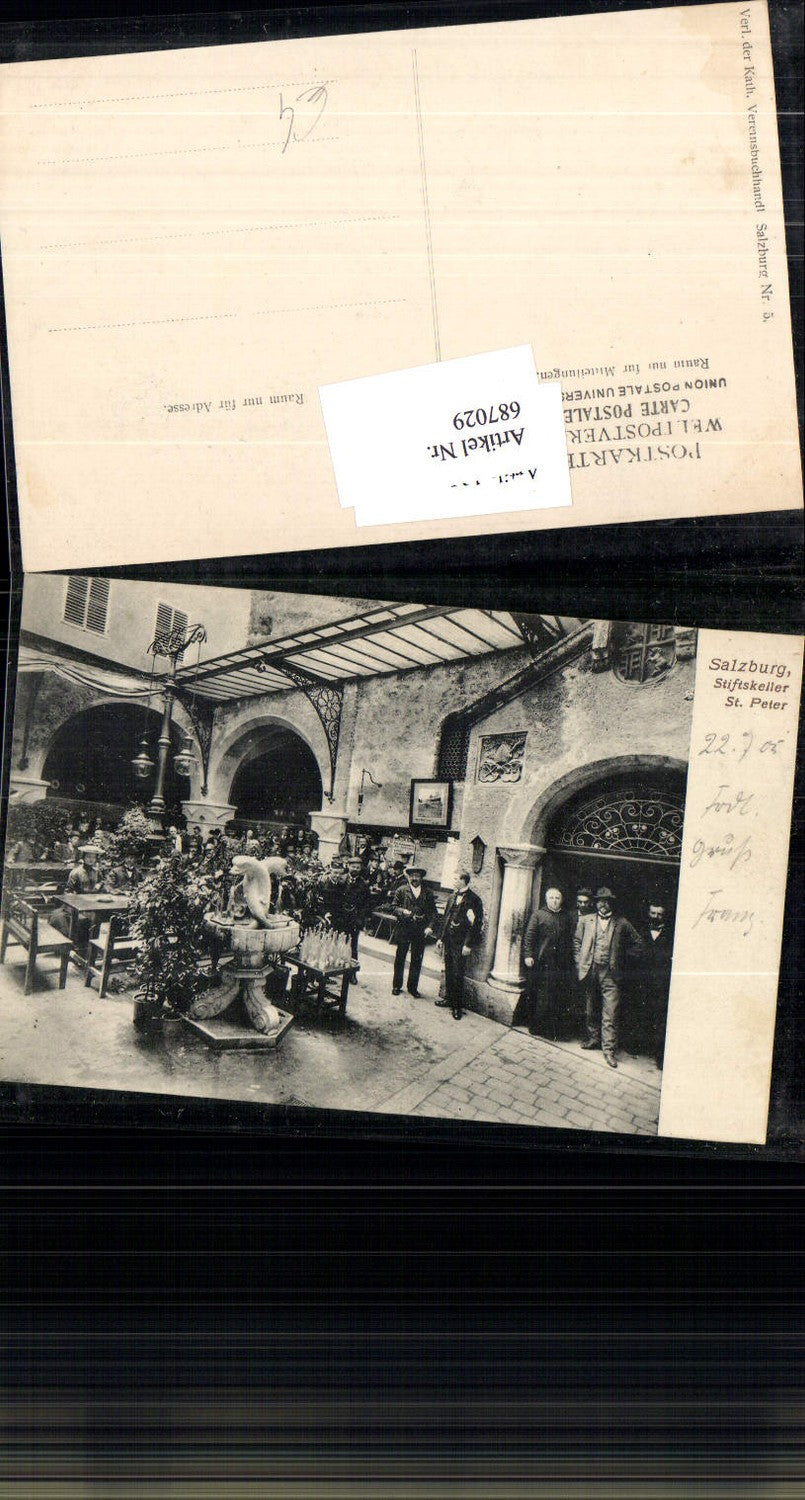 Verl. der Kath. Vereinsbuchhandl Salzburg Nr. 5.
POSTKARTE
WELTPOSTVER
CARTE POSTALE
UNION POSTALE UNIVERS
Raum nur für Mitteilungen.
Raum nur für Adresse.
Artikel Nr.
687029
Salzburg,
Stiftskeller
St. Peter
22.7 05
Gruß
Franz.